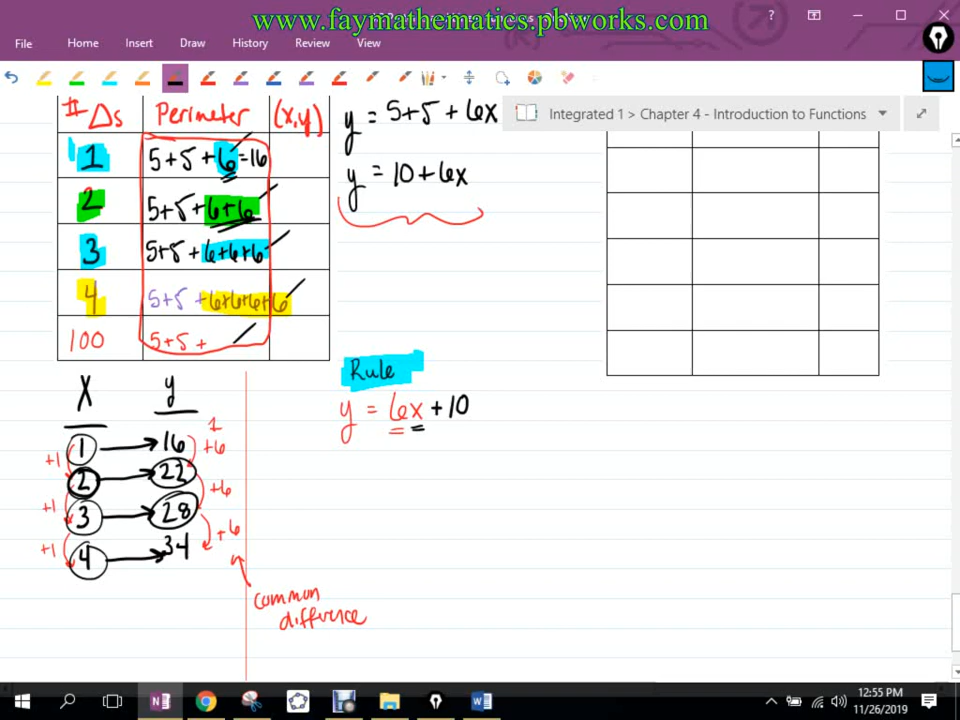 www.faymathematics.pbworks.com
File Home Insert Draw History Review View
Integrated 1 > Chapter 4 - Introduction to Functions
# Δs Perimeter (x,y)
1 5+5+6=16
2 5+5+6+6
3 5+5+6+6+6
4 5+5+6+6+6+6
100 5+5+
y = 5+5+6x
y = 10+6x
Rule
y = 6x+10
x y
1 16
+1 +6
2 22
+1 +6
3 28
+1 +6
4 34
common
difference
12:55 PM
11/26/2019